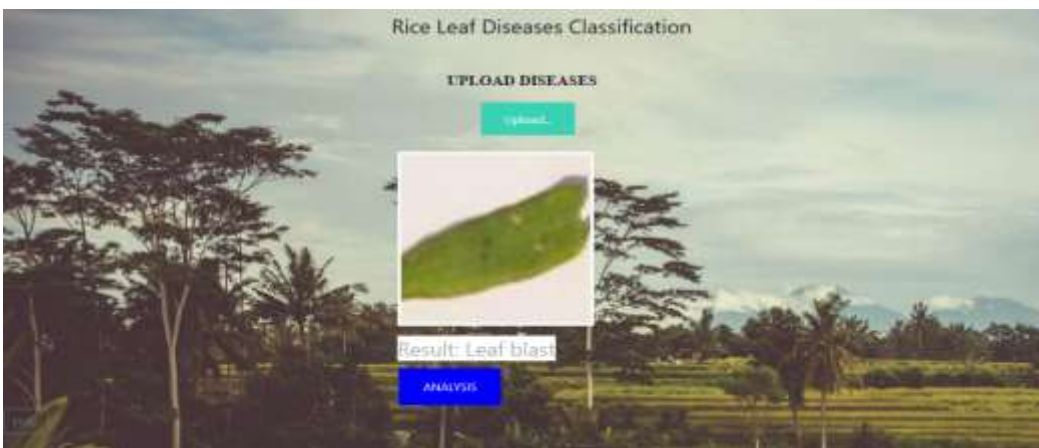 Rice Leaf Diseases Classification
UPLOAD DISEASES
Upload..
Result: Leaf blast
ANALYSIS